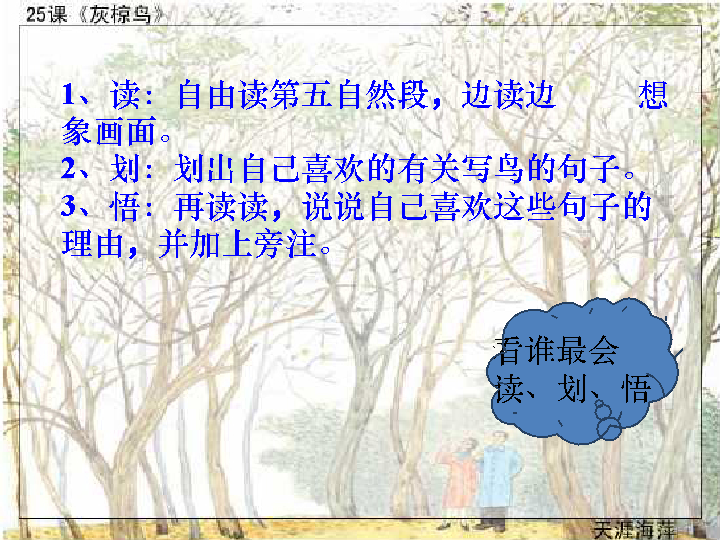 25课《灰椋鸟》
1、读：自由读第五自然段，边读边 想
象画面。
2、划：划出自己喜欢的有关写鸟的句子。
3、悟：再读读，说说自己喜欢这些句子的
理由，并加上旁注。
看谁最会
读、划、悟
天涯海萍